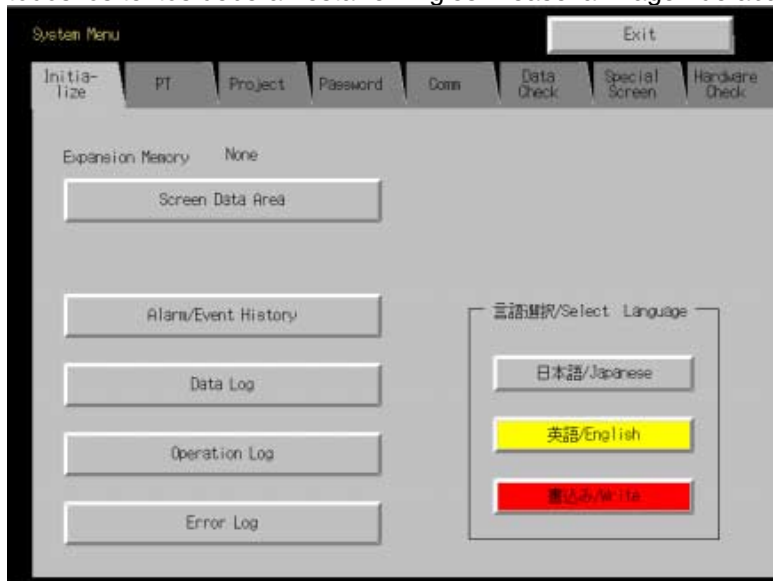 System Menu
Exit
Initia-
lize
PT
Project
Password
Comm
Data
Check
Special
Screen
Hardware
Check
Expansion Memory None
Screen Data Area
Alarm/Event History
Data Log
Operation Log
Error Log
言語選択/Select Language
日本語/Japanese
英語/English
書込み/Write